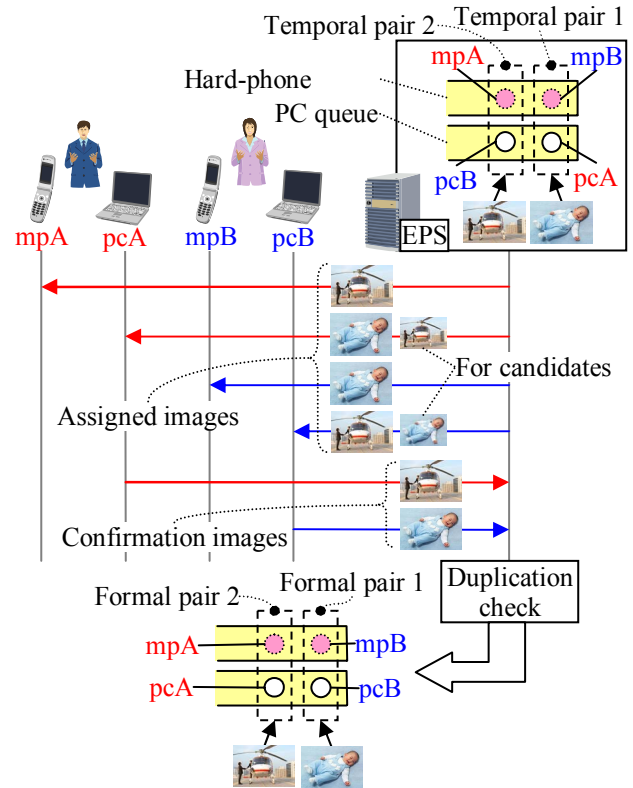 Temporal pair 1
Temporal pair 2
mpA
mpB
Hard-phone
PC queue
pcB
pcA
EPS
mpA
pcA
mpB
pcB
For candidates
Assigned images
Confirmation images
Duplication
check
Formal pair 1
Formal pair 2
mpA
mpB
pcA
pcB